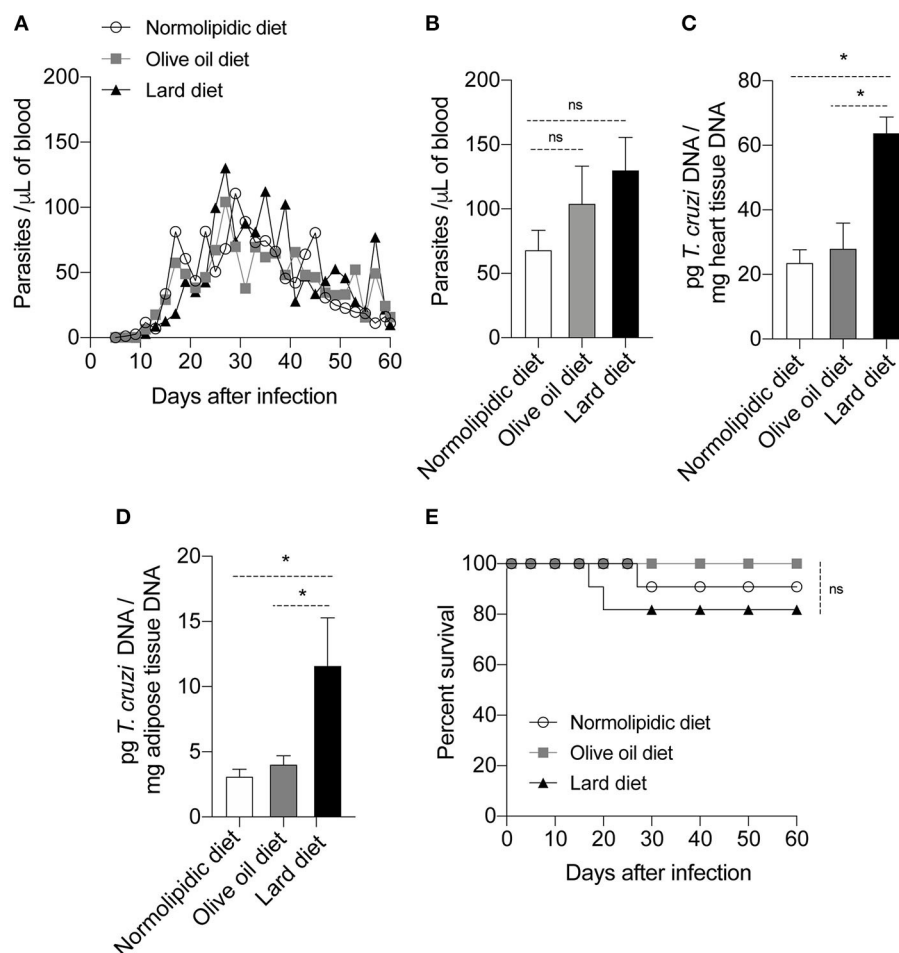 A
Normolipidic diet
Olive oil diet
Lard diet
200
150
100
50
0
Parasites /μL of blood
0 10 20 30 40 50 60
Days after infection
B
200
150
100
50
0
Parasites /μL of blood
ns
ns
Normolipidic diet
Olive oil diet
Lard diet
C
80
60
40
20
0
pg T. cruzi DNA /
mg heart tissue DNA
*
*
Normolipidic diet
Olive oil diet
Lard diet
D
20
15
10
5
0
pg T. cruzi DNA /
mg adipose tissue DNA
*
*
Normolipidic diet
Olive oil diet
Lard diet
E
100
80
60
40
20
0
Percent survival
ns
Normolipidic diet
Olive oil diet
Lard diet
0 10 20 30 40 50 60
Days after infection